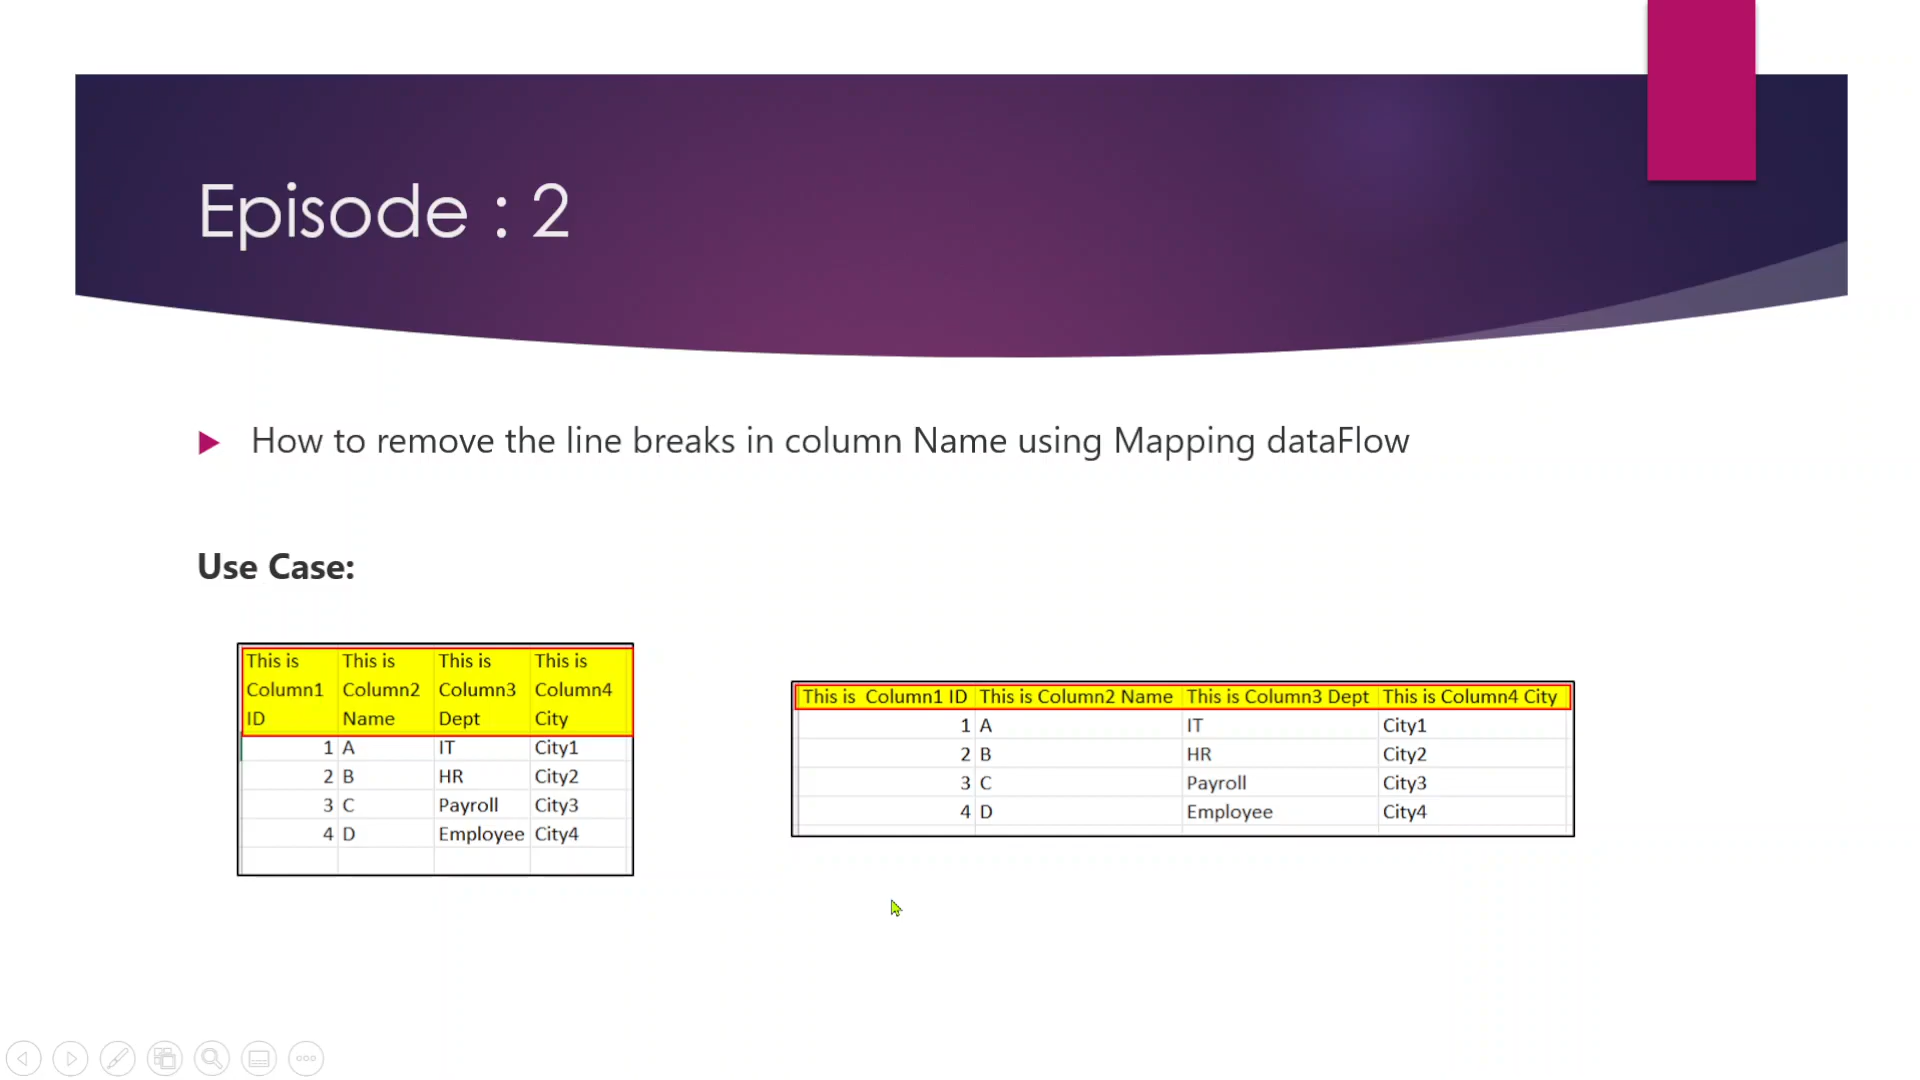 Episode : 2
How to remove the line breaks in column Name using Mapping dataFlow
Use Case:
This is This is This is This is
Column1 Column2 Column3 Column4
ID Name Dept City
1 A IT City1
2 B HR City2
3 C Payroll City3
4 D Employee City4
This is  Column1 ID This is Column2 Name This is Column3 Dept This is Column4 City
1 A IT City1
2 B HR City2
3 C Payroll City3
4 D Employee City4